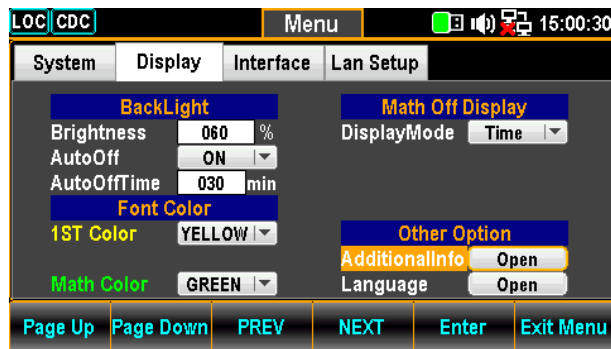 LOC CDC Menu 15:00:30
System Display Interface Lan Setup
BackLight
Brightness 060 %
AutoOff ON
AutoOffTime 030 min
Font Color
1ST Color YELLOW
Math Color GREEN
Math Off Display
DisplayMode Time
Other Option
AdditionalInfo Open
Language Open
Page Up Page Down PREV NEXT Enter Exit Menu